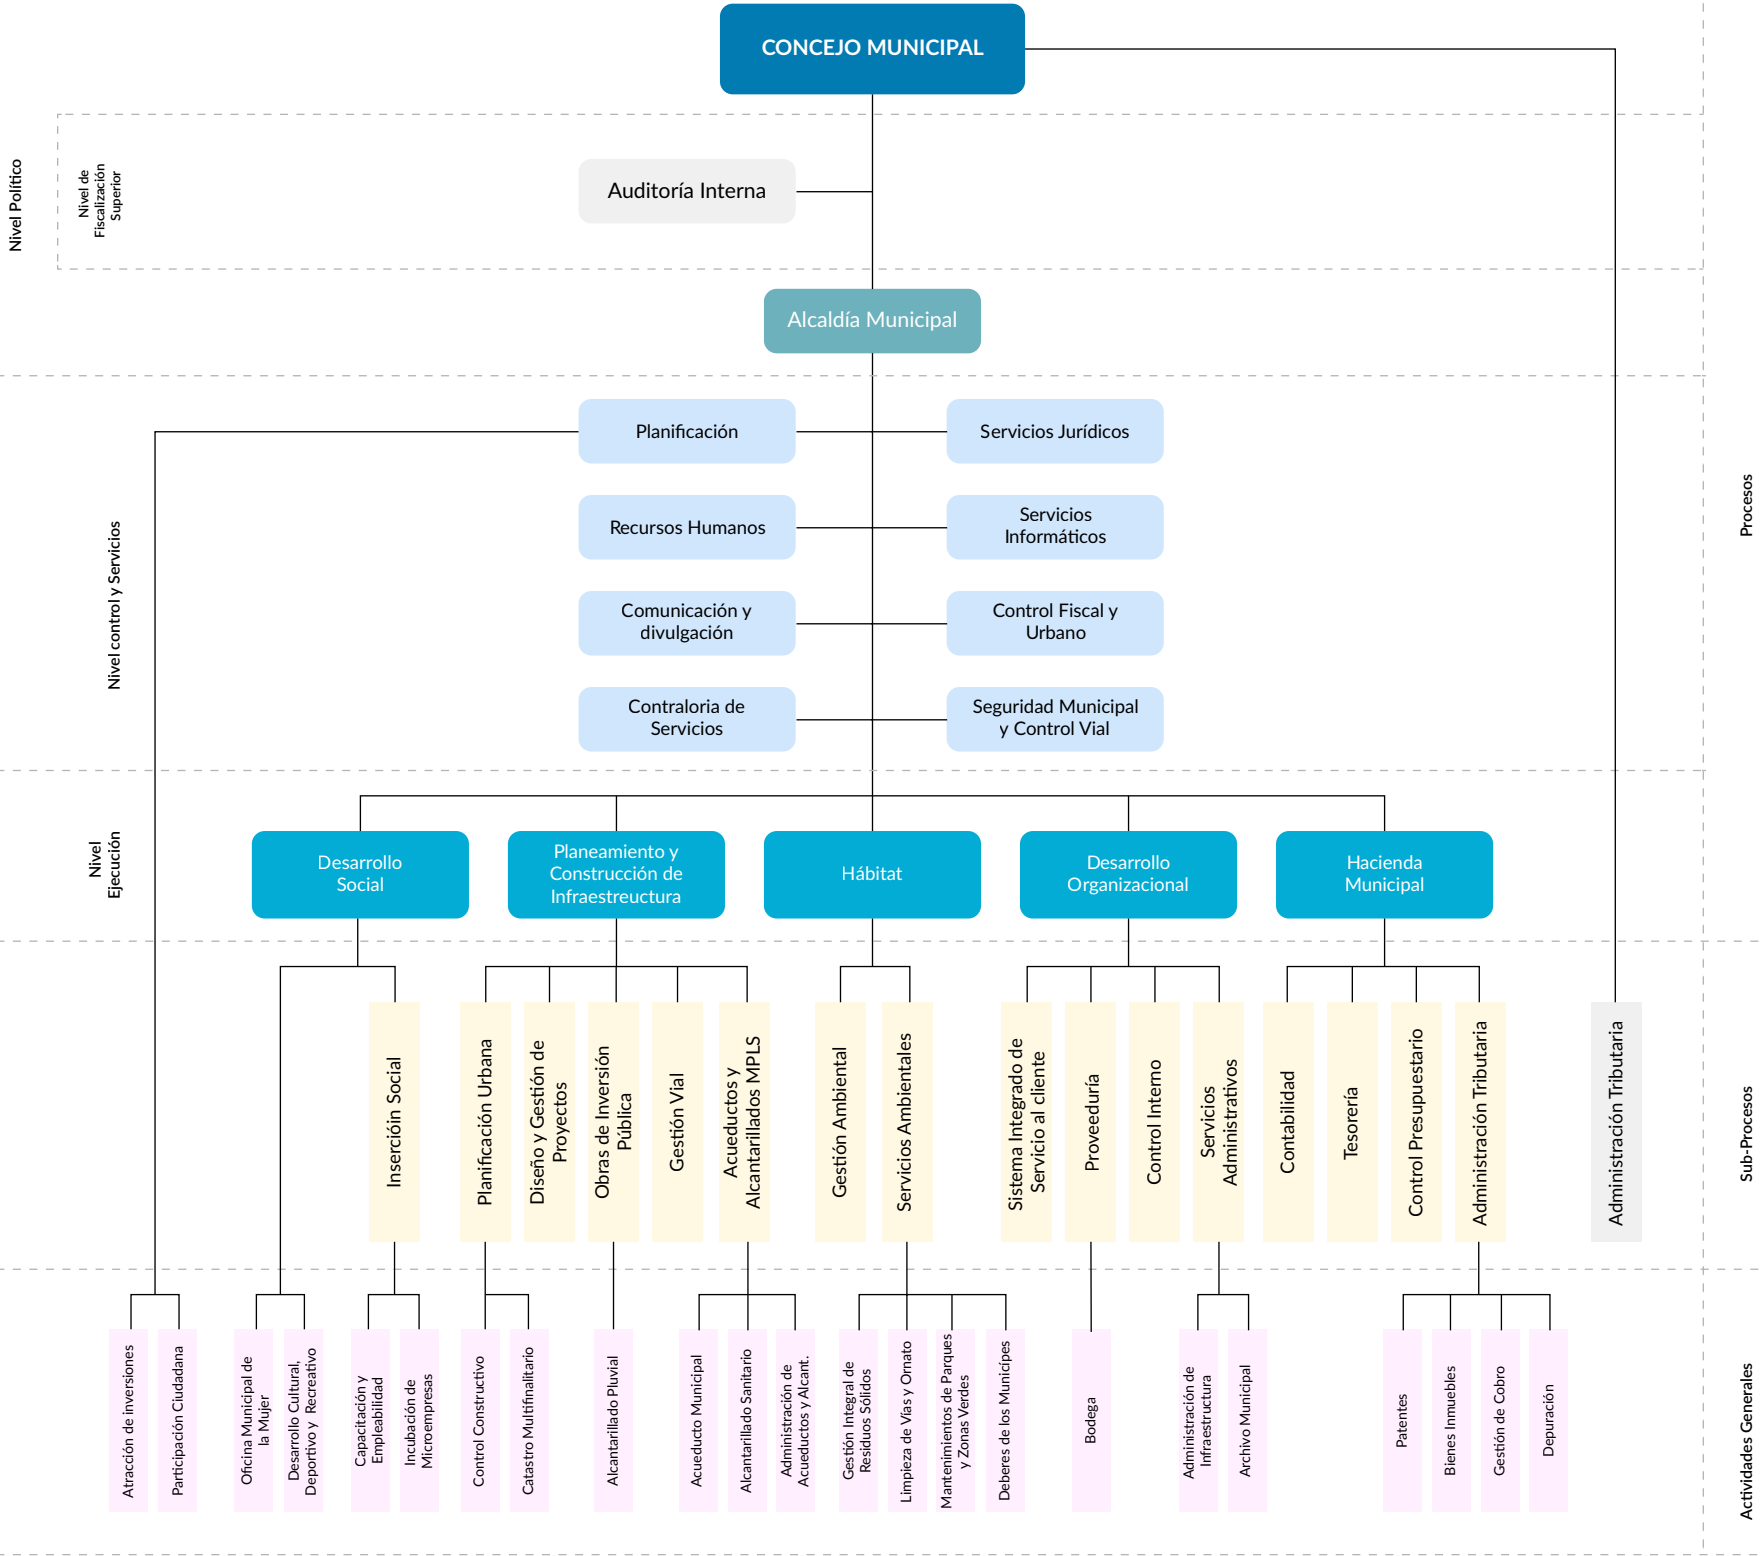 CONCEJO MUNICIPAL
Nivel Político
Nivel de
Fiscalización
Superior
Auditoría Interna
Alcaldía Municipal
Nivel control y Servicios
Procesos
Planificación
Servicios Jurídicos
Recursos Humanos
Servicios
Informáticos
Comunicación y
divulgación
Control Fiscal y
Urbano
Contraloria de
Servicios
Seguridad Municipal
y Control Vial
Nivel
Ejecución
Desarrollo
Social
Planeamiento y
Construcción de
Infraestreuctura
Hábitat
Desarrollo
Organizacional
Hacienda
Municipal
Insercióin Social
Planificación Urbana
Diseño y Gestión de
Proyectos
Obras de Inversión
Pública
Gestión Vial
Acueductos y
Alcantarillados MPLS
Gestión Ambiental
Servicios Ambientales
Sistema Integrado de
Servicio al cliente
Proveeduría
Control Interno
Servicios
Administrativos
Contabilidad
Tesorería
Control Presupuestario
Administración Tributaria
Administración Tributaria
Sub-Procesos
Atracción de inversiones
Participación Ciudadana
Oficina Municipal de
la Mujer
Desarrollo Cultural,
Deportivo y Recreativo
Capacitación y
Empleabilidad
Incubación de
Microempresas
Control Constructivo
Catastro Multifinalitario
Alcantarillado Pluvial
Acueducto Municipal
Alcantarillado Sanitario
Administración de
Acueductos y Alcant.
Gestión Integral de
Residuos Sólidos
Limpieza de Vías y Ornato
Mantenimientos de Parques
y Zonas Verdes
Deberes de los Munícipes
Bodega
Administración de
Infraestructura
Archivo Municipal
Patentes
Bienes Inmuebles
Gestión de Cobro
Depuración
Actividades Generales